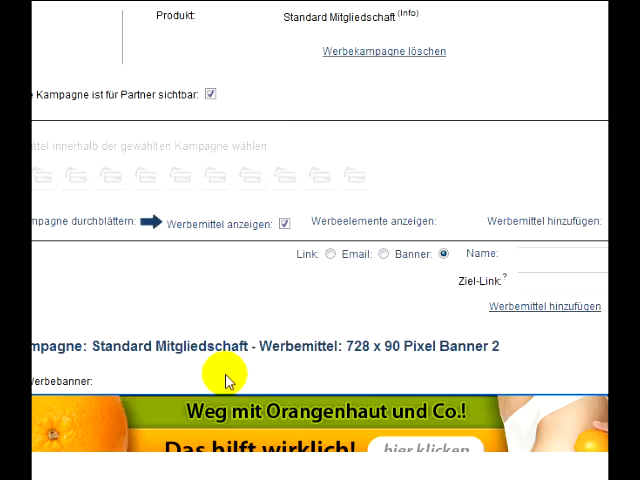 Produkt: Standard Mitgliedschaft (Info)
Werbekampagne löschen
e Kampagne ist für Partner sichtbar:
ittel innerhalb der gewählten Kampagne wählen
mpagne durchblättern: Werbemittel anzeigen: Werbeelemente anzeigen: Werbemittel hinzufügen:
Link: Email: Banner: Name:
Ziel-Link:?
Werbemittel hinzufügen
mpagne: Standard Mitgliedschaft - Werbemittel: 728 x 90 Pixel Banner 2
Werbebanner:
Weg mit Orangenhaut und Co.!
Das hilft wirklich! hier klicken